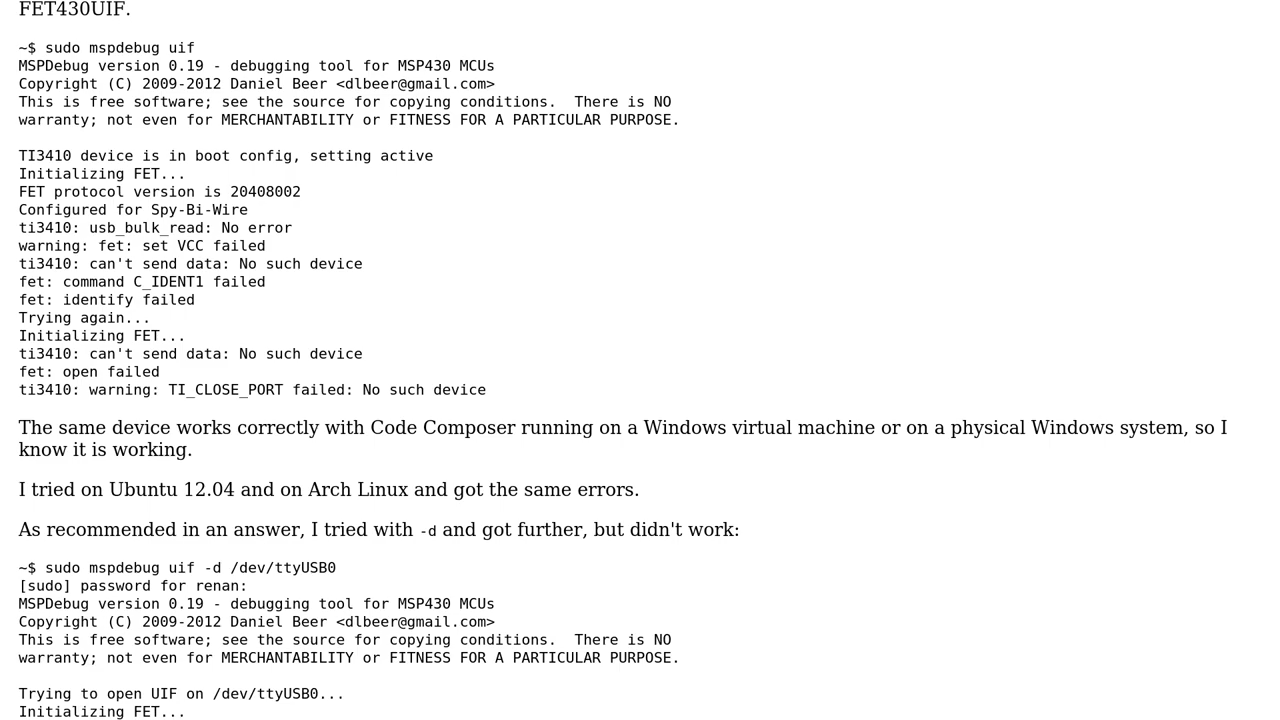 FET430UIF.
~$ sudo mspdebug uif
MSPDebug version 0.19 - debugging tool for MSP430 MCUs
Copyright (C) 2009-2012 Daniel Beer <dlbeer@gmail.com>
This is free software; see the source for copying conditions.  There is NO
warranty; not even for MERCHANTABILITY or FITNESS FOR A PARTICULAR PURPOSE.
TI3410 device is in boot config, setting active
Initializing FET...
FET protocol version is 20408002
Configured for Spy-Bi-Wire
ti3410: usb_bulk_read: No error
warning: fet: set VCC failed
ti3410: can't send data: No such device
fet: command C_IDENT1 failed
fet: identify failed
Trying again...
Initializing FET...
ti3410: can't send data: No such device
fet: open failed
ti3410: warning: TI_CLOSE_PORT failed: No such device
The same device works correctly with Code Composer running on a Windows virtual machine or on a physical Windows system, so I
know it is working.
I tried on Ubuntu 12.04 and on Arch Linux and got the same errors.
As recommended in an answer, I tried with -d and got further, but didn't work:
~$ sudo mspdebug uif -d /dev/ttyUSB0
[sudo] password for renan:
MSPDebug version 0.19 - debugging tool for MSP430 MCUs
Copyright (C) 2009-2012 Daniel Beer <dlbeer@gmail.com>
This is free software; see the source for copying conditions.  There is NO
warranty; not even for MERCHANTABILITY or FITNESS FOR A PARTICULAR PURPOSE.
Trying to open UIF on /dev/ttyUSB0...
Initializing FET...